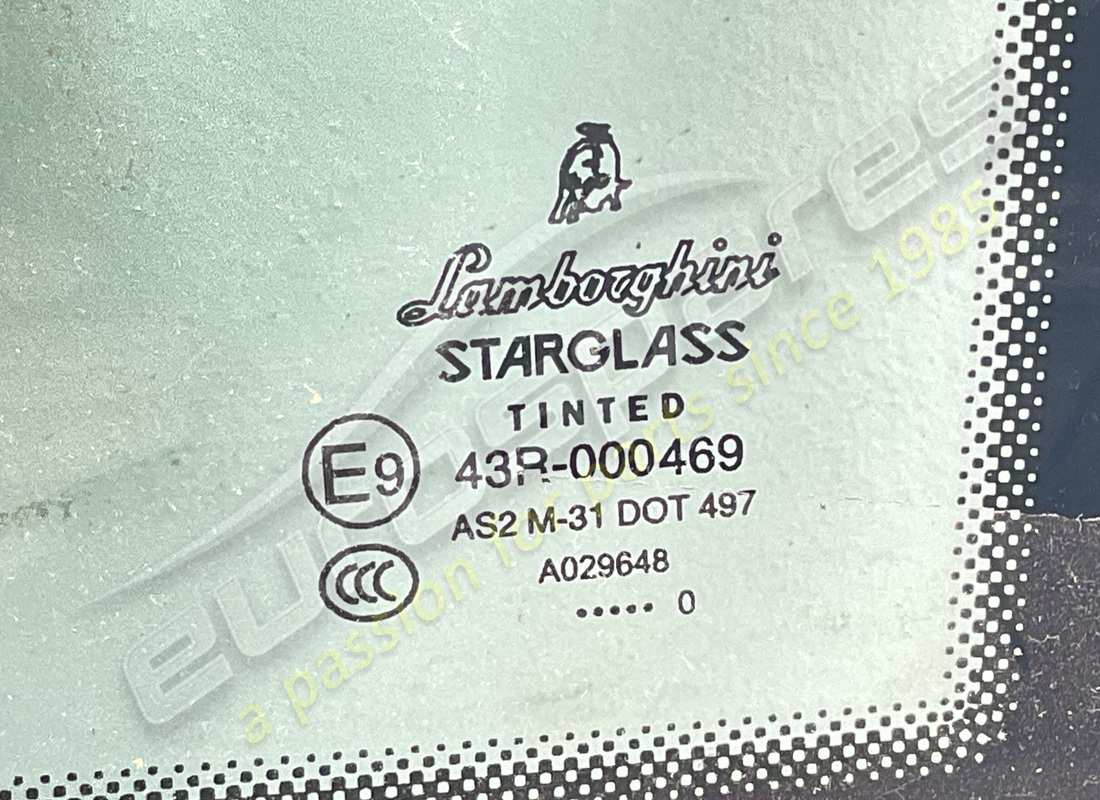 Lamborghini
STARGLASS
TINTED
E9 43R-000469
AS2 M-31 DOT 497
CCC A029648
••••• 0
eurospares
a passion for parts since 1985